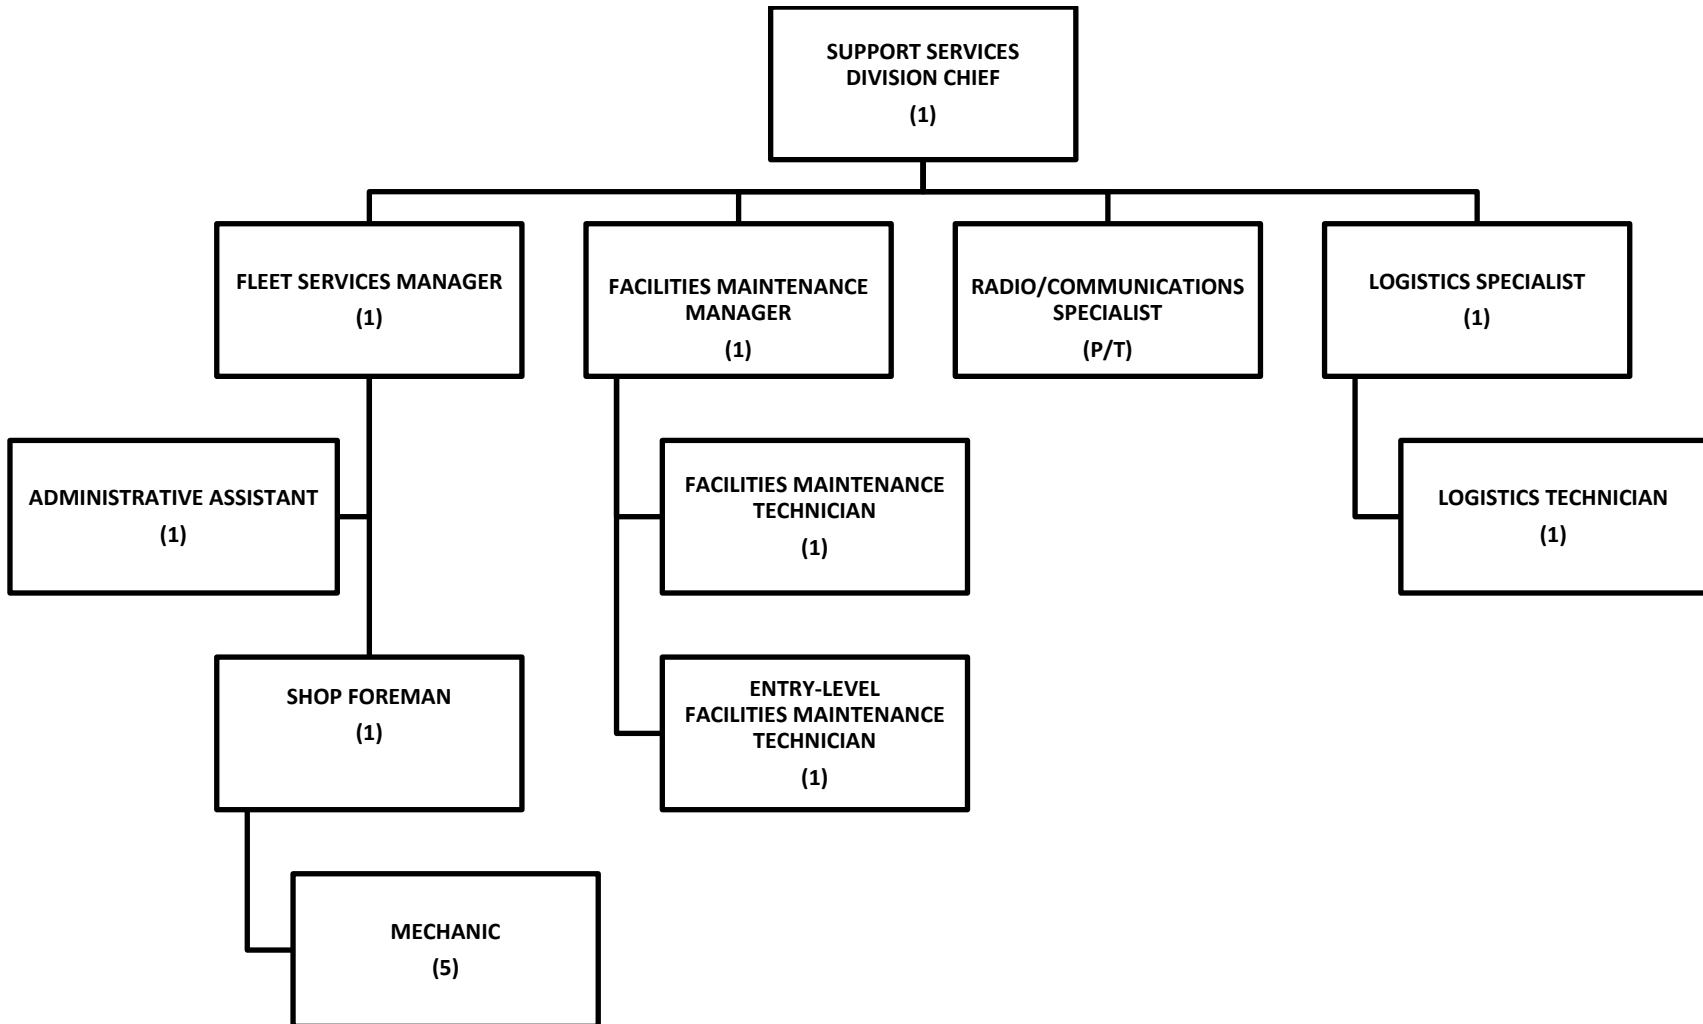 SUPPORT SERVICES
DIVISION CHIEF
(1)
FLEET SERVICES MANAGER
(1)
FACILITIES MAINTENANCE
MANAGER
(1)
RADIO/COMMUNICATIONS
SPECIALIST
(P/T)
LOGISTICS SPECIALIST
(1)
ADMINISTRATIVE ASSISTANT
(1)
FACILITIES MAINTENANCE
TECHNICIAN
(1)
LOGISTICS TECHNICIAN
(1)
SHOP FOREMAN
(1)
ENTRY-LEVEL
FACILITIES MAINTENANCE
TECHNICIAN
(1)
MECHANIC
(5)